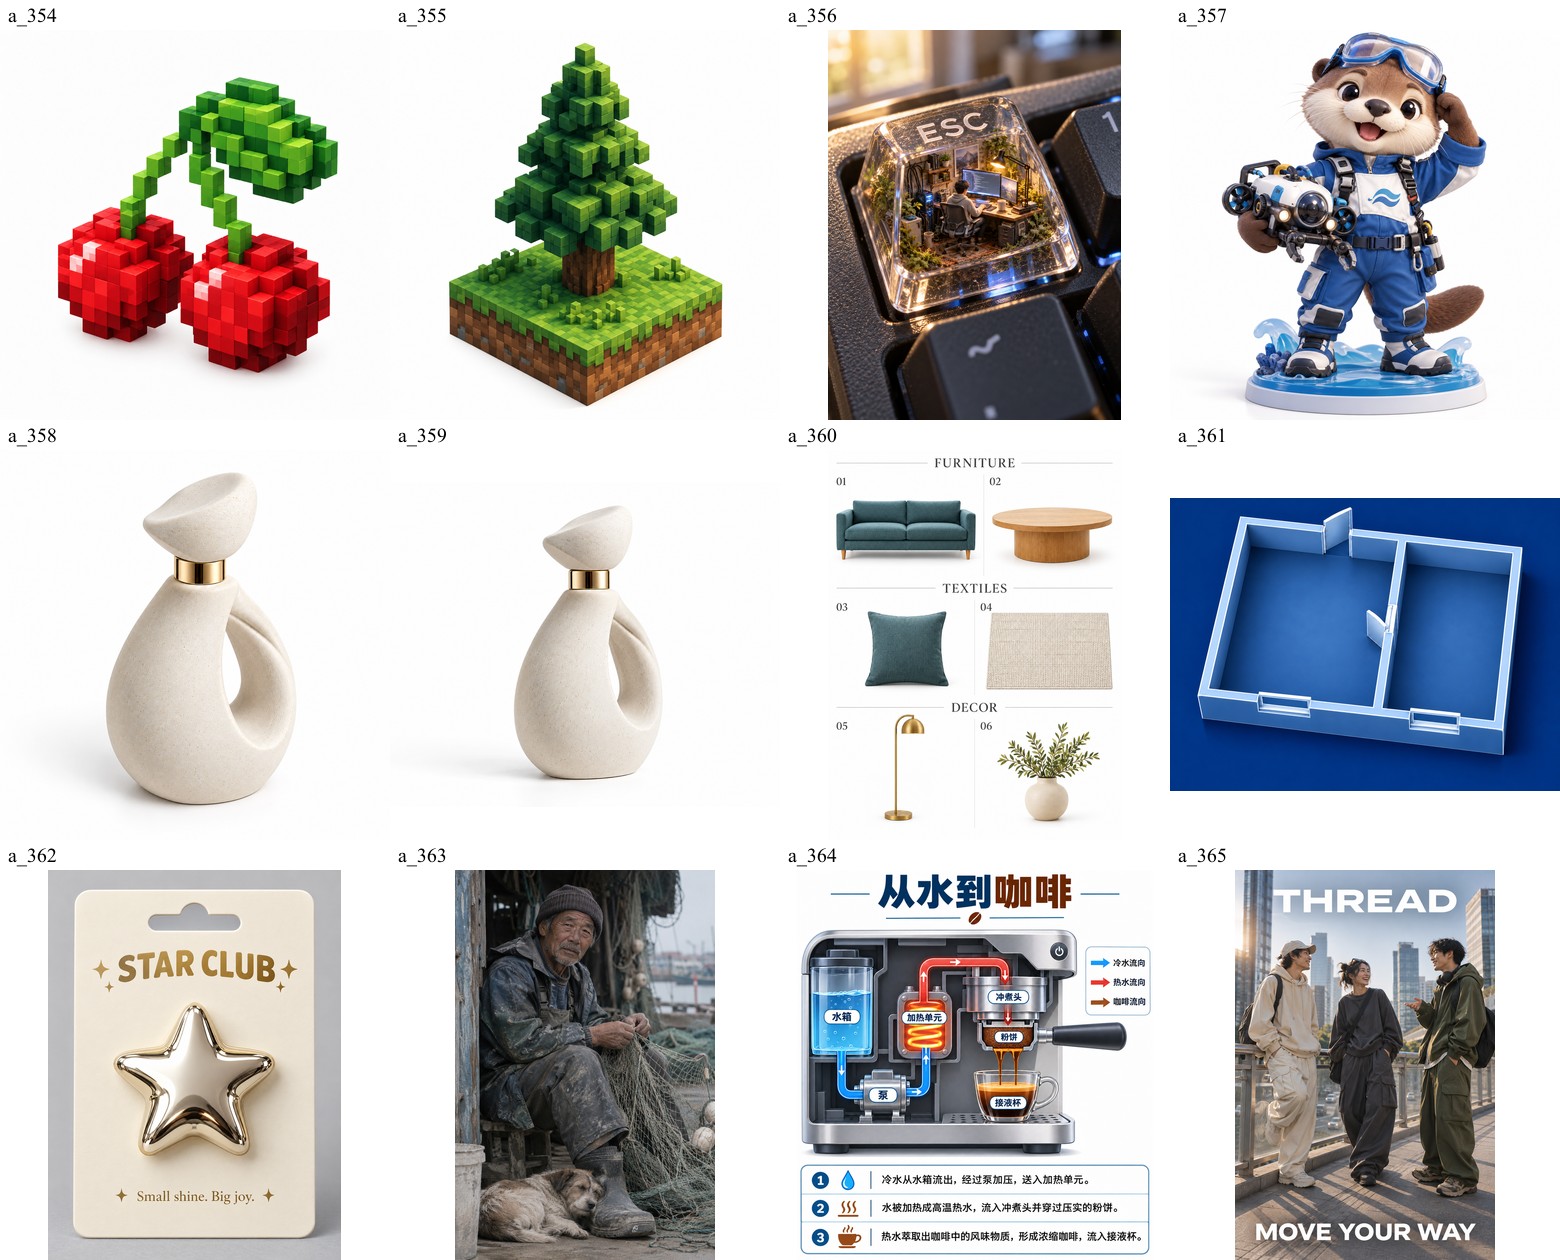 a_354
a_355
a_356
a_357
ESC
1
a_358
a_359
a_360
a_361
FURNITURE
01
02
TEXTILES
03
04
DECOR
05
06
a_362
a_363
a_364
a_365
STAR CLUB
Small shine. Big joy.
从水到咖啡
冷水流向
热水流向
咖啡流向
水箱
加热单元
冲煮头
粉饼
泵
接液杯
1 冷水从水箱流出，经过泵加压，送入加热单元。
2 水被加热成高温热水，流入冲煮头并穿过压实的粉饼。
3 热水萃取出咖啡中的风味物质，形成浓缩咖啡，流入接液杯。
THREAD
MOVE YOUR WAY